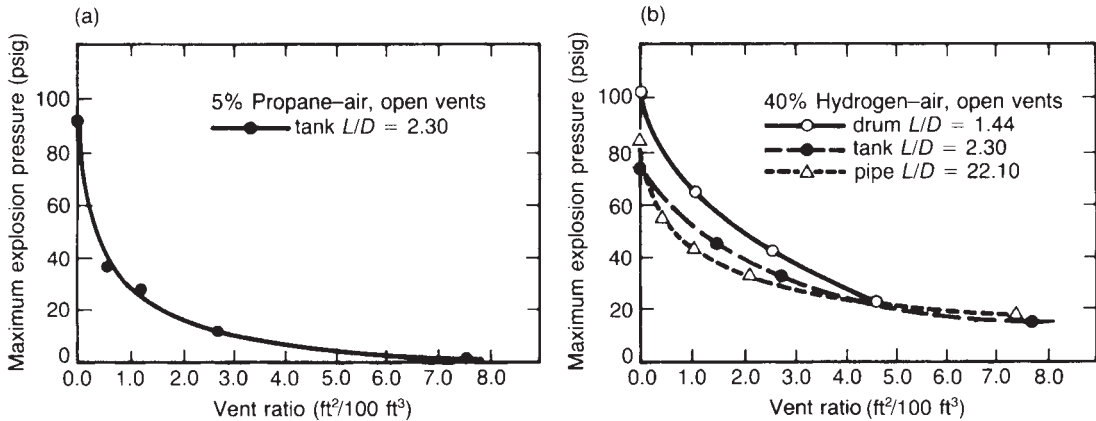 (a)
Maximum explosion pressure (psig)
100
80
60
40
20
0
5% Propane–air, open vents
tank L/D = 2.30
0.0 1.0 2.0 3.0 4.0 5.0 6.0 7.0 8.0
Vent ratio (ft²/100 ft³)
(b)
Maximum explosion pressure (psig)
100
80
60
40
20
0
40% Hydrogen–air, open vents
drum L/D = 1.44
tank L/D = 2.30
pipe L/D = 22.10
0.0 1.0 2.0 3.0 4.0 5.0 6.0 7.0 8.0
Vent ratio (ft²/100 ft³)